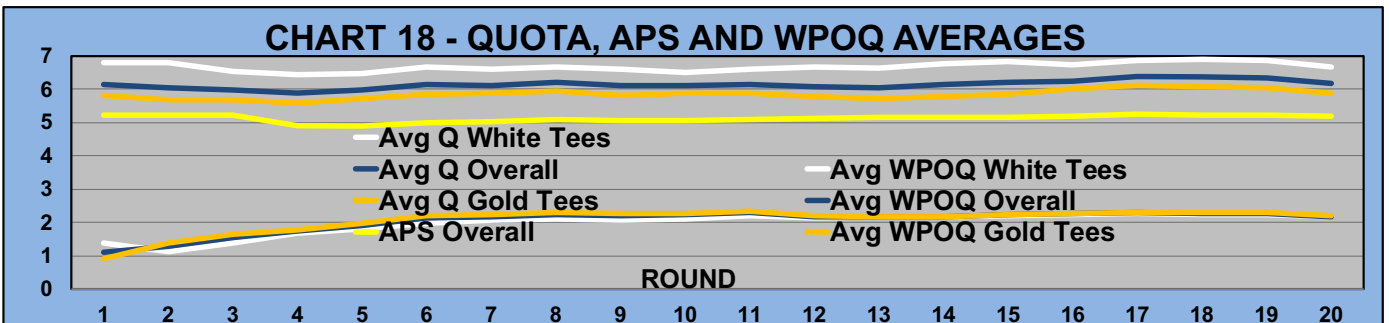 CHART 18 - QUOTA, APS AND WPOQ AVERAGES
7
6
5
4
3
2
1
0
Avg Q White Tees
Avg Q Overall
Avg WPOQ White Tees
Avg Q Gold Tees
Avg WPOQ Overall
APS Overall
Avg WPOQ Gold Tees
ROUND
1 2 3 4 5 6 7 8 9 10 11 12 13 14 15 16 17 18 19 20